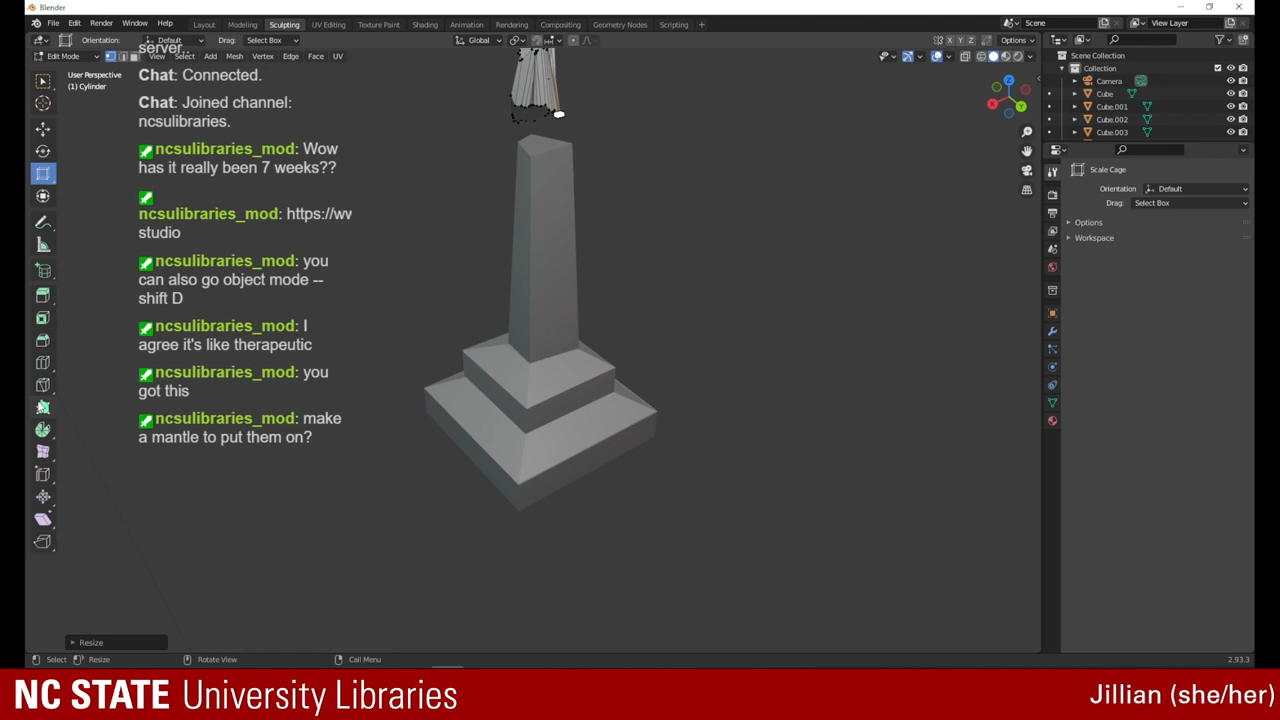 Blender
File Edit Render Window Help
Layout Modeling Sculpting UV Editing Texture Paint Shading Animation Rendering Compositing Geometry Nodes Scripting +
Scene
View Layer
Orientation: Default Drag: Select Box
Global
Options
Edit Mode
View Select Add Mesh Vertex Edge Face UV
X Y Z
User Perspective
(1) Cylinder
server...
Chat: Connected.
Chat: Joined channel:
ncsulibraries.
ncsulibraries_mod: Wow
has it really been 7 weeks??
ncsulibraries_mod: https://ww
studio
ncsulibraries_mod: you
can also go object mode --
shift D
ncsulibraries_mod: I
agree it's like therapeutic
ncsulibraries_mod: you
got this
ncsulibraries_mod: make
a mantle to put them on?
Z
X
Y
Scene Collection
Collection
Camera
Cube
Cube.001
Cube.002
Cube.003
Scale Cage
Orientation Default
Drag: Select Box
Options
Workspace
Resize
Select Resize Rotate View Call Menu
2.93.3
NC STATE University Libraries
Jillian (she/her)